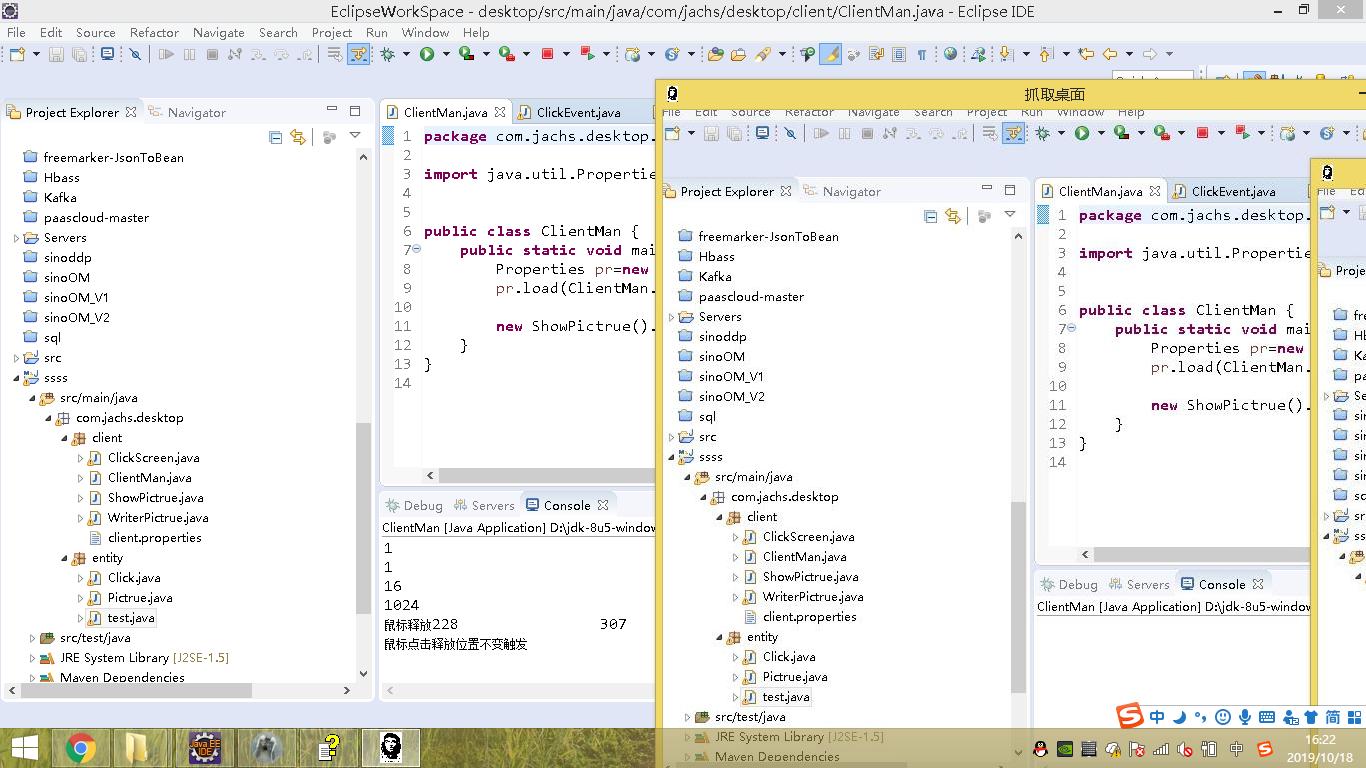 EclipseWorkSpace - desktop/src/main/java/com/jachs/desktop/client/ClientMan.java - Eclipse IDE
File Edit Source Refactor Navigate Search Project Run Window Help
Project Explorer Navigator
freemarker-JsonToBean
Hbass
Kafka
paascloud-master
Servers
sinoddp
sinoOM
sinoOM_V1
sinoOM_V2
sql
src
ssss
src/main/java
com.jachs.desktop
client
ClickScreen.java
ClientMan.java
ShowPictrue.java
WriterPictrue.java
client.properties
entity
Click.java
Pictrue.java
test.java
src/test/java
JRE System Library [J2SE-1.5]
Maven Dependencies
ClientMan.java ClickEvent.java
1 package com.jachs.desktop.
2
3 import java.util.Propertie
4
5
6 public class ClientMan {
7 public static void mai
8 Properties pr=new
9 pr.load(ClientMan.
10
11 new ShowPictrue().
12 }
13 }
14
Debug Servers Console
ClientMan [Java Application] D:\jdk-8u5-window
1
1
16
1024
鼠标释放228 307
鼠标点击释放位置不变触发
抓取桌面
File Edit Source Refactor Navigate Search Project Run Window Help
Project Explorer Navigator
freemarker-JsonToBean
Hbass
Kafka
paascloud-master
Servers
sinoddp
sinoOM
sinoOM_V1
sinoOM_V2
sql
src
ssss
src/main/java
com.jachs.desktop
client
ClickScreen.java
ClientMan.java
ShowPictrue.java
WriterPictrue.java
client.properties
entity
Click.java
Pictrue.java
test.java
src/test/java
JRE System Library [J2SE-1.5]
Maven Dependencies
ClientMan.java ClickEvent.java
1 package com.jachs.desktop.
2
3 import java.util.Propertie
4
5
6 public class ClientMan {
7 public static void mai
8 Properties pr=new
9 pr.load(ClientMan.
10
11 new ShowPictrue().
12 }
13 }
14
Debug Servers Console
ClientMan [Java Application] D:\jdk-8u5-window
File Ed
Proje
fre
Hb
Ka
pa
Se
sin
sin
sin
sin
sc
src
ss
中 简
Java EE
IDE
中
16:22
2019/10/18